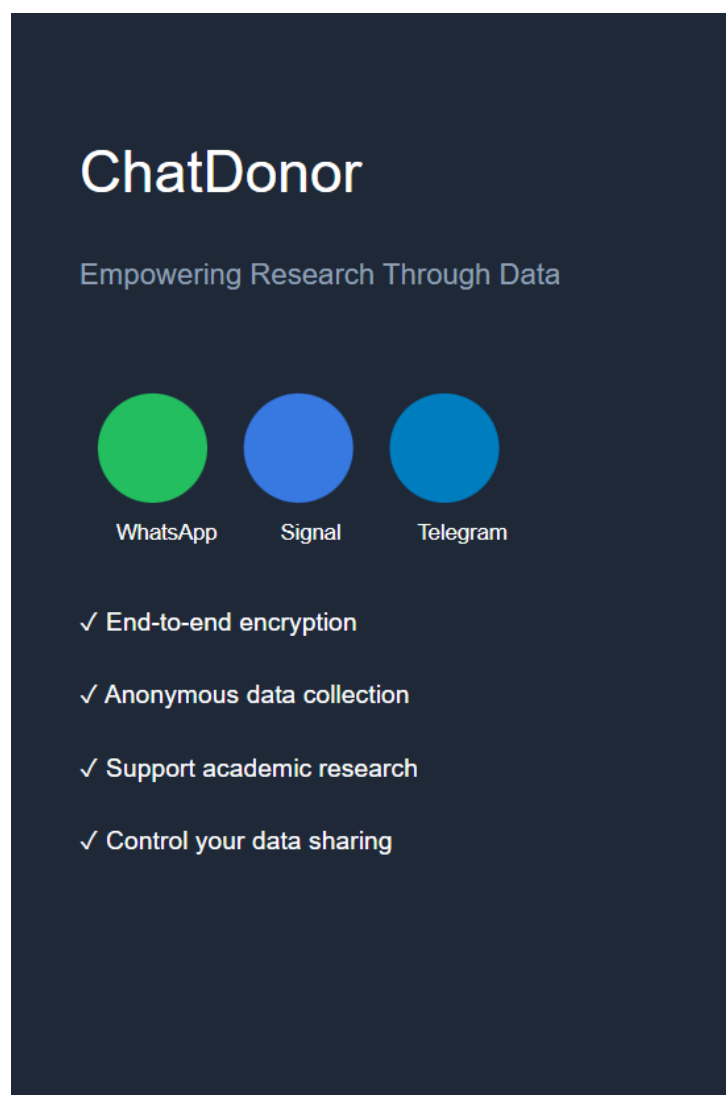 ChatDonor
Empowering Research Through Data
WhatsApp Signal Telegram
✓ End-to-end encryption
✓ Anonymous data collection
✓ Support academic research
✓ Control your data sharing